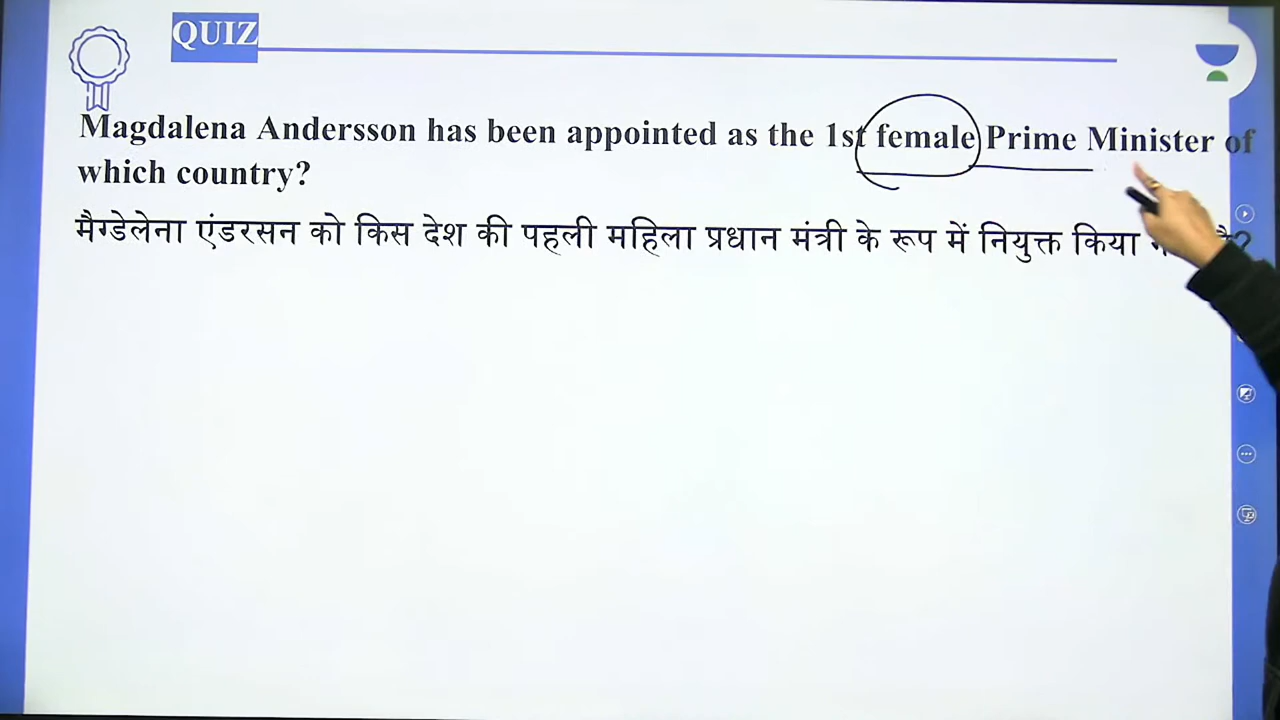 QUIZ
Magdalena Andersson has been appointed as the 1st female Prime Minister of
which country?
मैग्डेलेना एंडरसन को किस देश की पहली महिला प्रधान मंत्री के रूप में नियुक्त किया